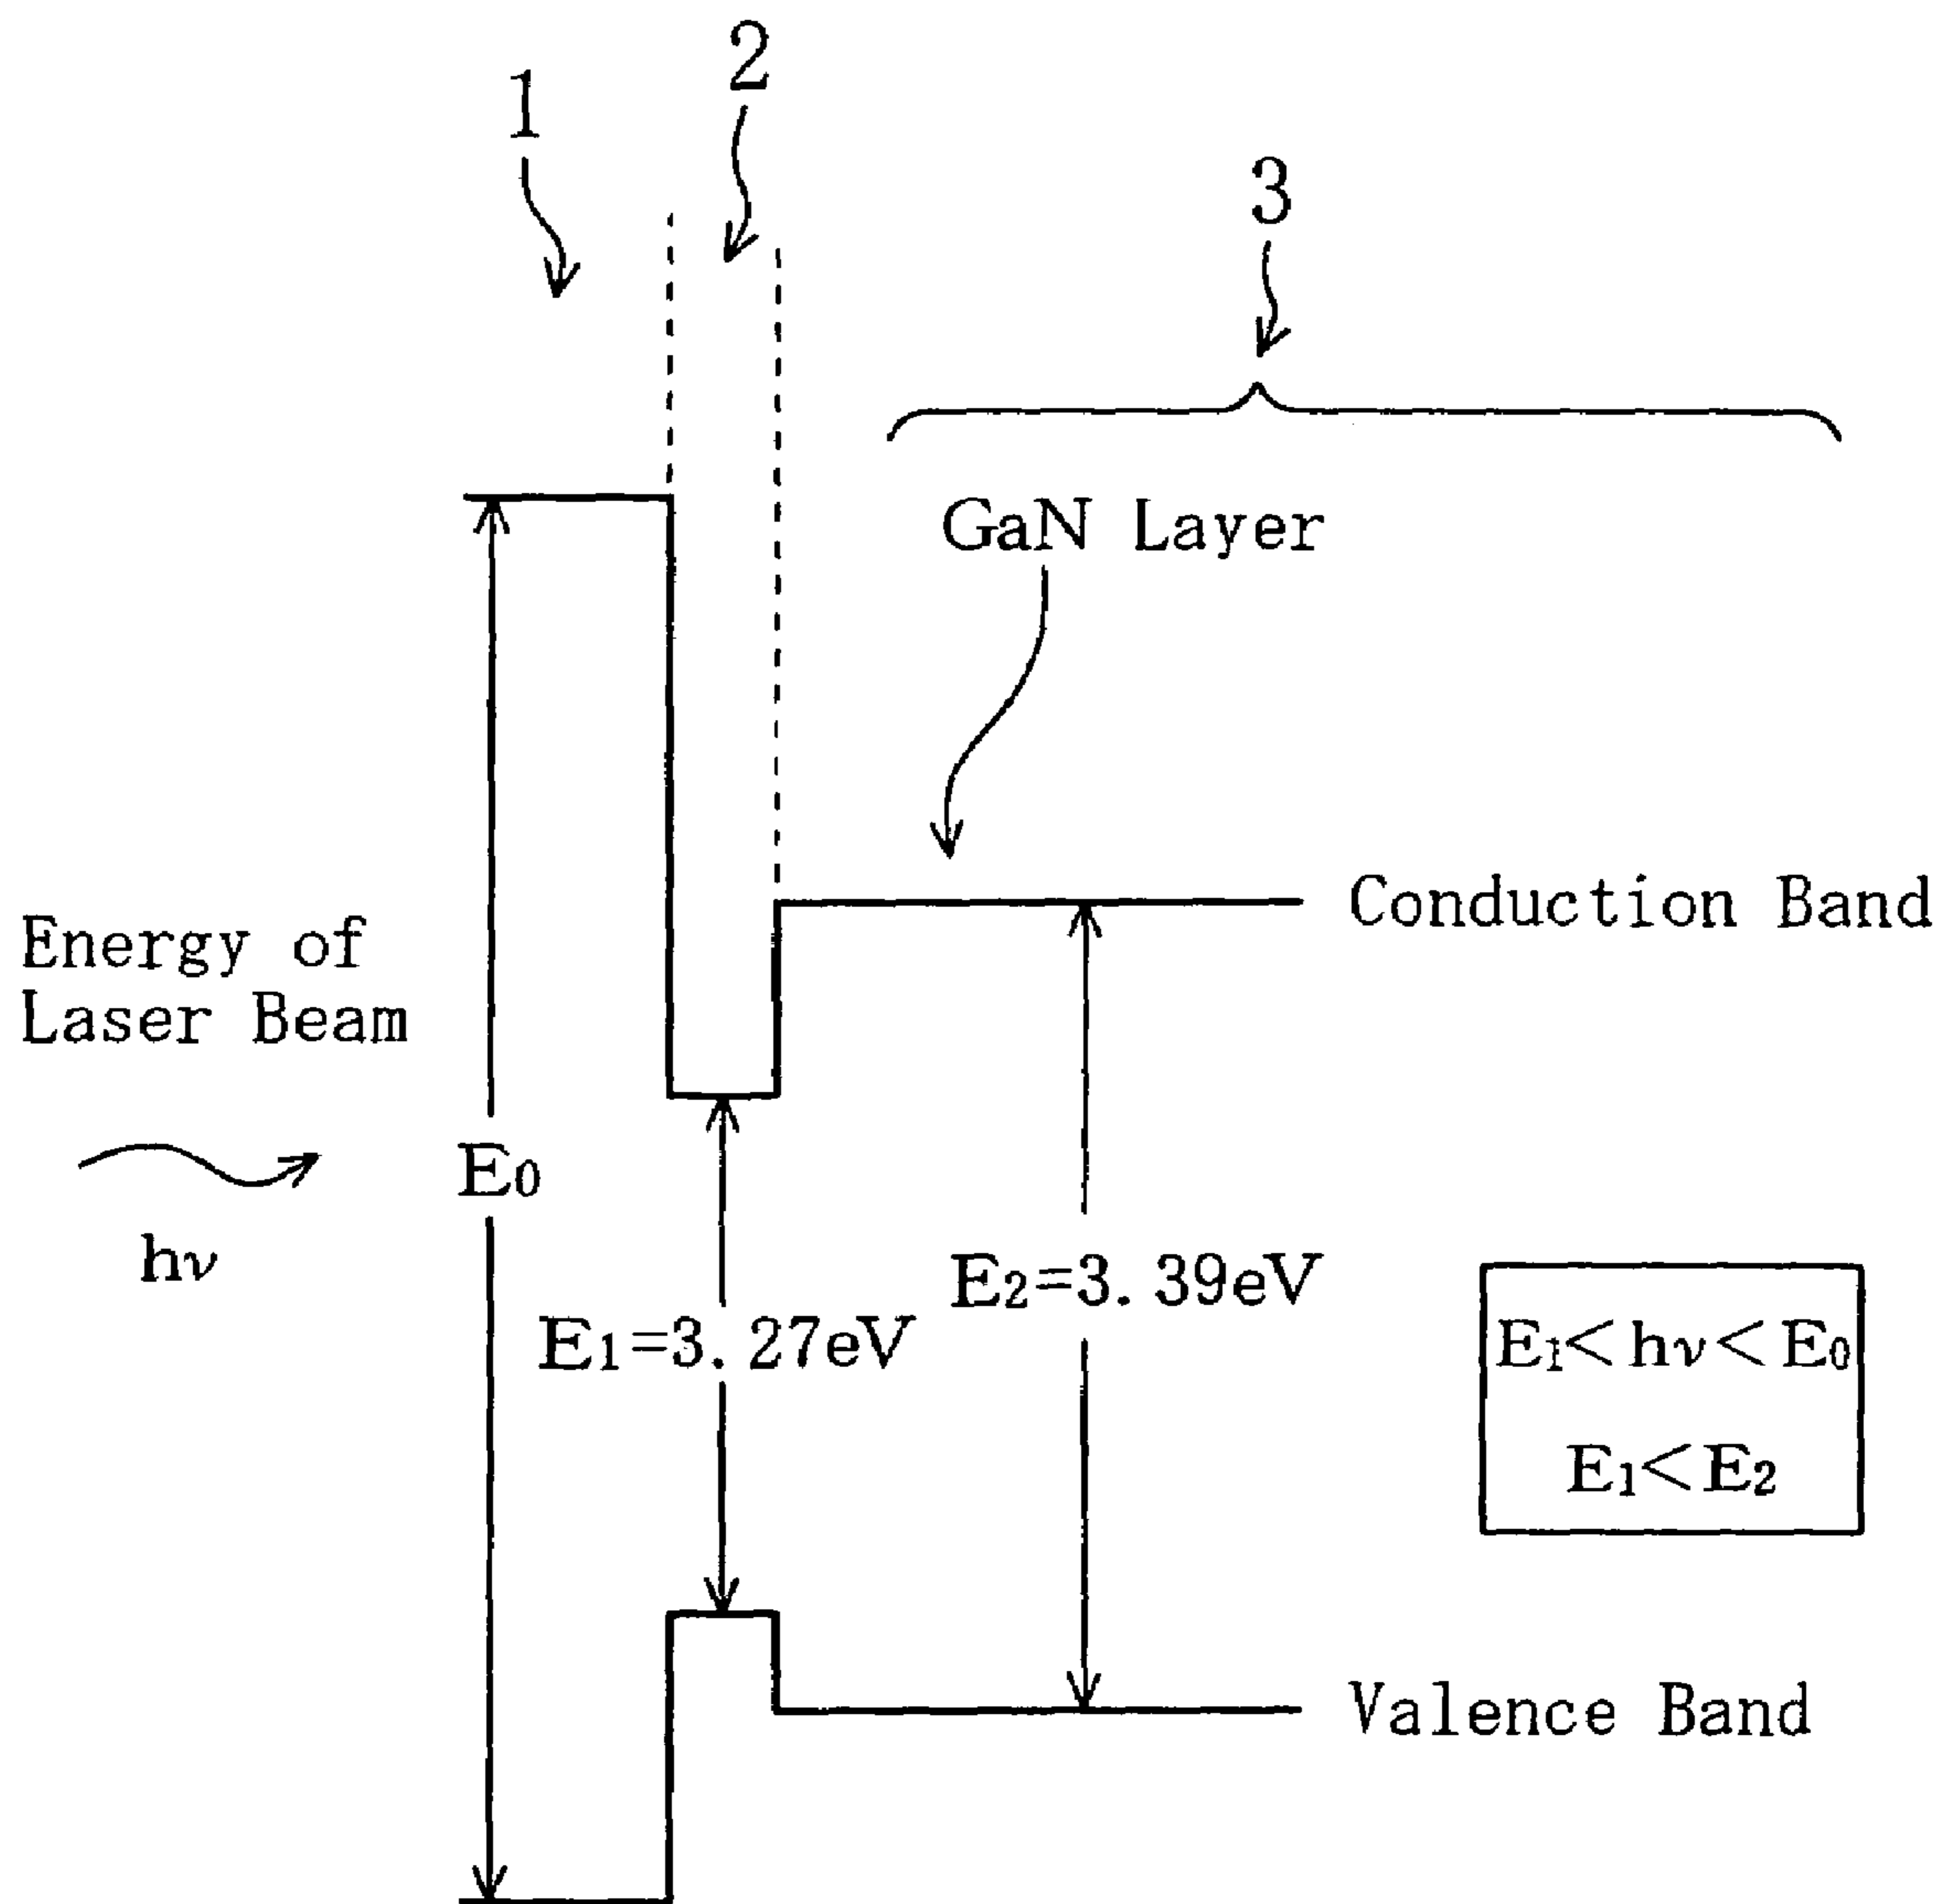 1
2
3
GaN Layer
Conduction Band
Energy of
Laser Beam
E0
hν
E2=3.39eV
E1=3.27eV
E1<hν<E0
E1<E2
Valence Band